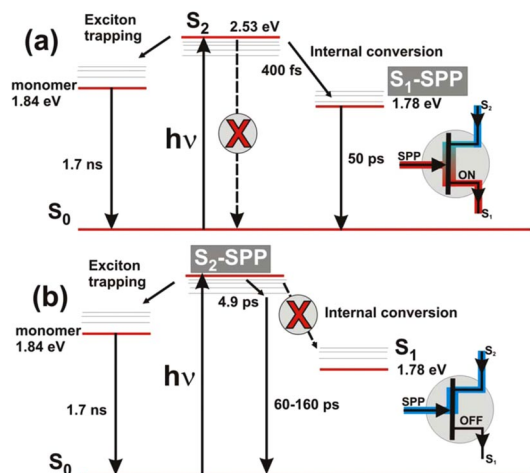 (a)
Exciton
trapping
S2
2.53 eV
Internal conversion
400 fs
monomer
1.84 eV
S1-SPP
1.78 eV
hν
X
1.7 ns
50 ps
S0
S2
SPP
ON
S1
(b)
Exciton
trapping
S2-SPP
4.9 ps
X
Internal conversion
monomer
1.84 eV
S1
1.78 eV
hν
1.7 ns
60-160 ps
S0
S2
SPP
OFF
S1